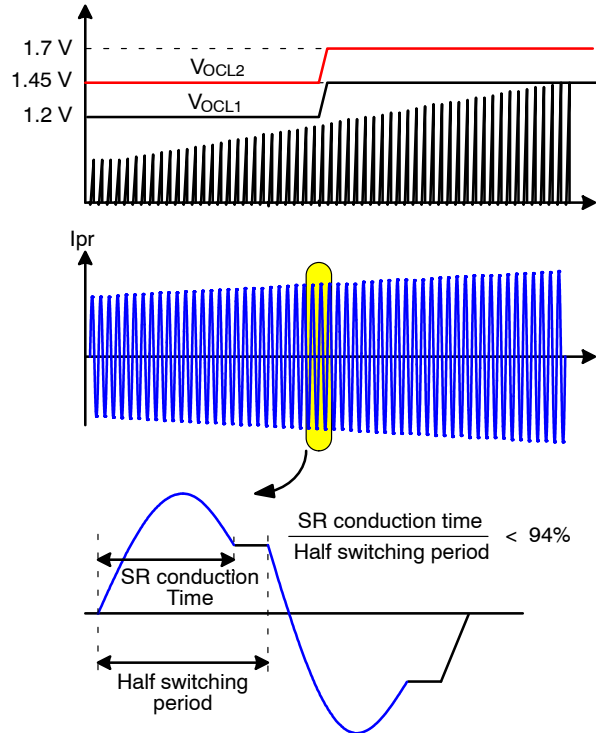 1.7 V
VOCL2
1.45 V
VOCL1
1.2 V
Ipr
SR conduction time
Half switching period
< 94%
SR conduction
Time
Half switching
period